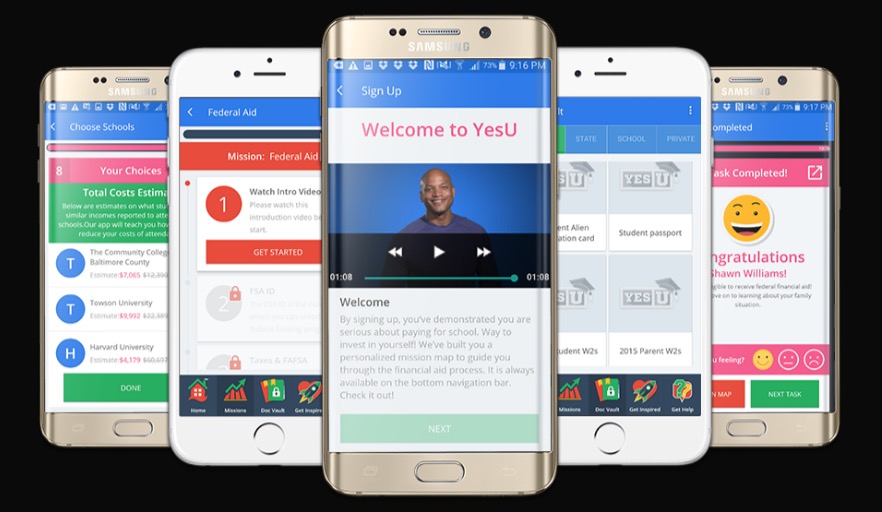 SAMSUNG
Choose Schools
8 Your Choices
Total Costs Estima
Below are estimates on what stu
similar incomes reported to atte
schools.Our app will teach you how
reduce your costs of attenda
T
The Community College
Baltimore County
Estimate:$7,065 $12,390
T
Towson University
Estimate:$9,992
H
Harvard University
Estimate:$4,179 $60,697
DONE
Federal Aid
Mission: Federal Aid
1
Watch Intro Video
Please watch this
introduction video be
start.
GET STARTED
2
FSA ID
Taxes & FAFSA
Home
Missions
Doc Vault
Get Inspire
SAMSUNG
73% 9:16 PM
Sign Up
Welcome to YesU
01:08
01:08
Welcome
By signing up, you've demonstrated you are
serious about paying for school. Way to
invest in yourself! We've built you a
personalized mission map to guide you
through the financial aid process. It is always
available on the bottom navigation bar.
Check it out!
NEXT
lt
STATE
SCHOOL
PRIVATE
YES U
ent Alien
ation card
Student passport
YES U
udent W2s
2015 Parent W2s
Missions
Doc Vault
Get Inspired
Get Help
SAMSUNG
73% 9:17 PM
ompleted
100%
ask Completed!
ngratulations
Shawn Williams!
igible to receive federal financial aid!
ove on to learning about your family
situation.
u feeling?
N MAP
NEXT TASK